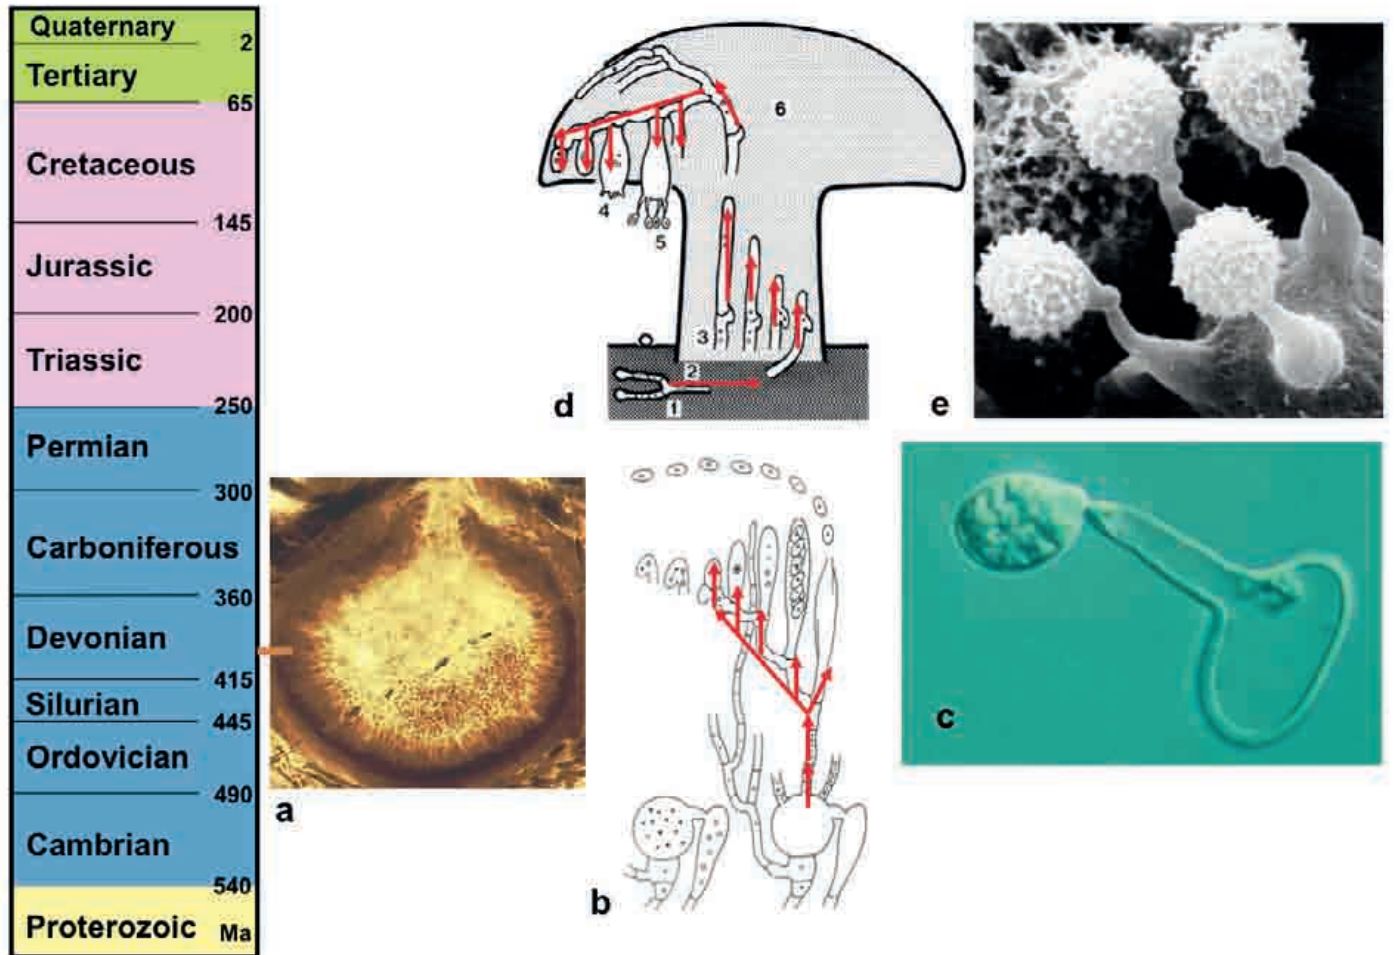 Quaternary
2
Tertiary
65
Cretaceous
145
Jurassic
200
Triassic
250
Permian
300
Carboniferous
360
Devonian
415
Silurian
445
Ordovician
490
Cambrian
540
Proterozoic Ma
a
6
4
5
3
2
1
d
b
e
c